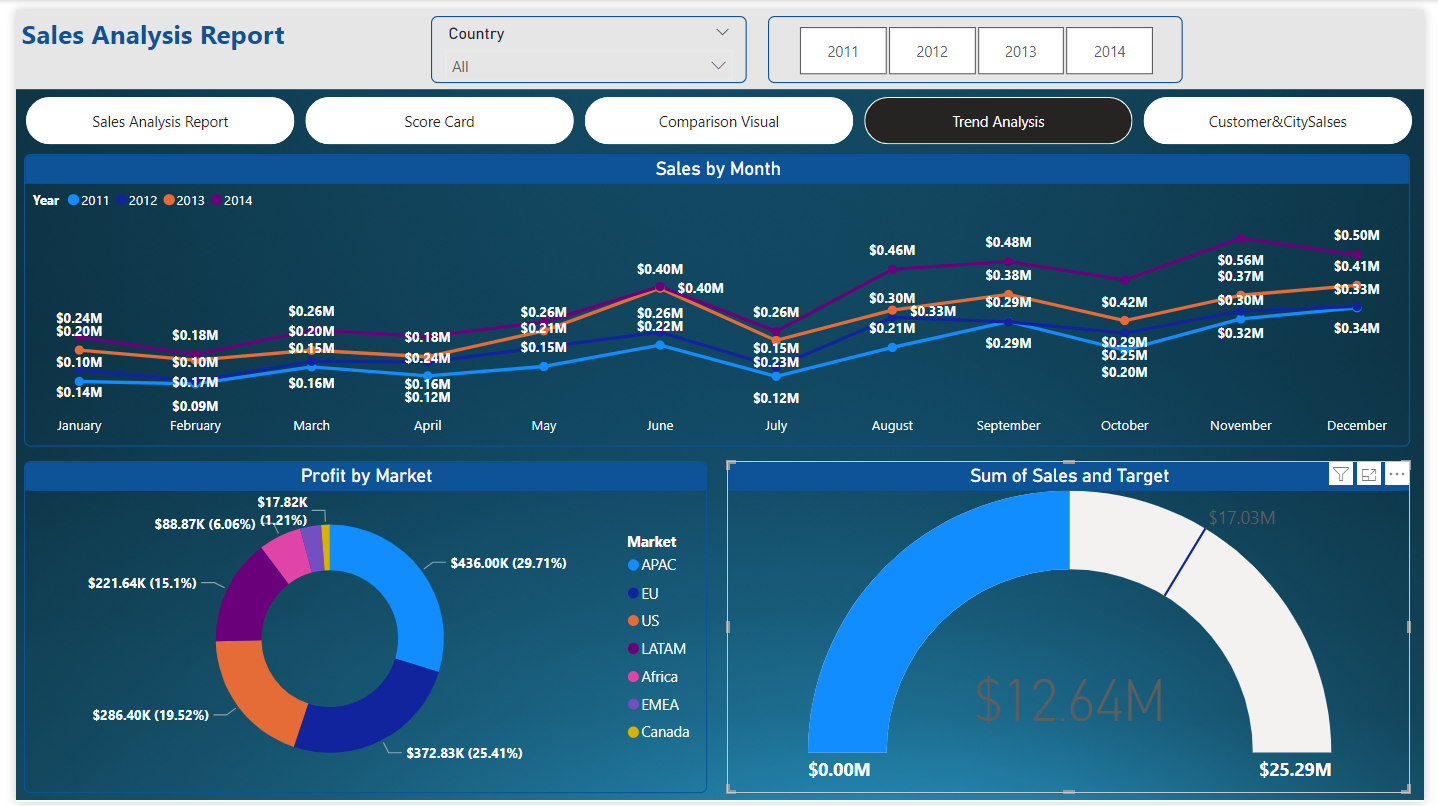 Sales Analysis Report
Country
All
2011 2012 2013 2014
Sales Analysis Report Score Card Comparison Visual Trend Analysis Customer&CitySalses
Sales by Month
Year 2011 2012 2013 2014
$0.24M
$0.20M
$0.10M
$0.14M
$0.18M
$0.10M
$0.17M
$0.09M
$0.26M
$0.20M
$0.15M
$0.16M
$0.18M
$0.24M
$0.16M
$0.12M
$0.26M
$0.21M
$0.15M
$0.40M
$0.40M
$0.26M
$0.22M
$0.26M
$0.15M
$0.23M
$0.12M
$0.46M
$0.30M
$0.33M
$0.21M
$0.48M
$0.38M
$0.29M
$0.29M
$0.42M
$0.29M
$0.25M
$0.20M
$0.56M
$0.37M
$0.30M
$0.32M
$0.50M
$0.41M
$0.33M
$0.34M
January February March April May June July August September October November December
Profit by Market
$17.82K
(1.21%)
$88.87K (6.06%)
$436.00K (29.71%)
$221.64K (15.1%)
$286.40K (19.52%)
$372.83K (25.41%)
Market
APAC
EU
US
LATAM
Africa
EMEA
Canada
Sum of Sales and Target
$17.03M
$12.64M
$0.00M $25.29M